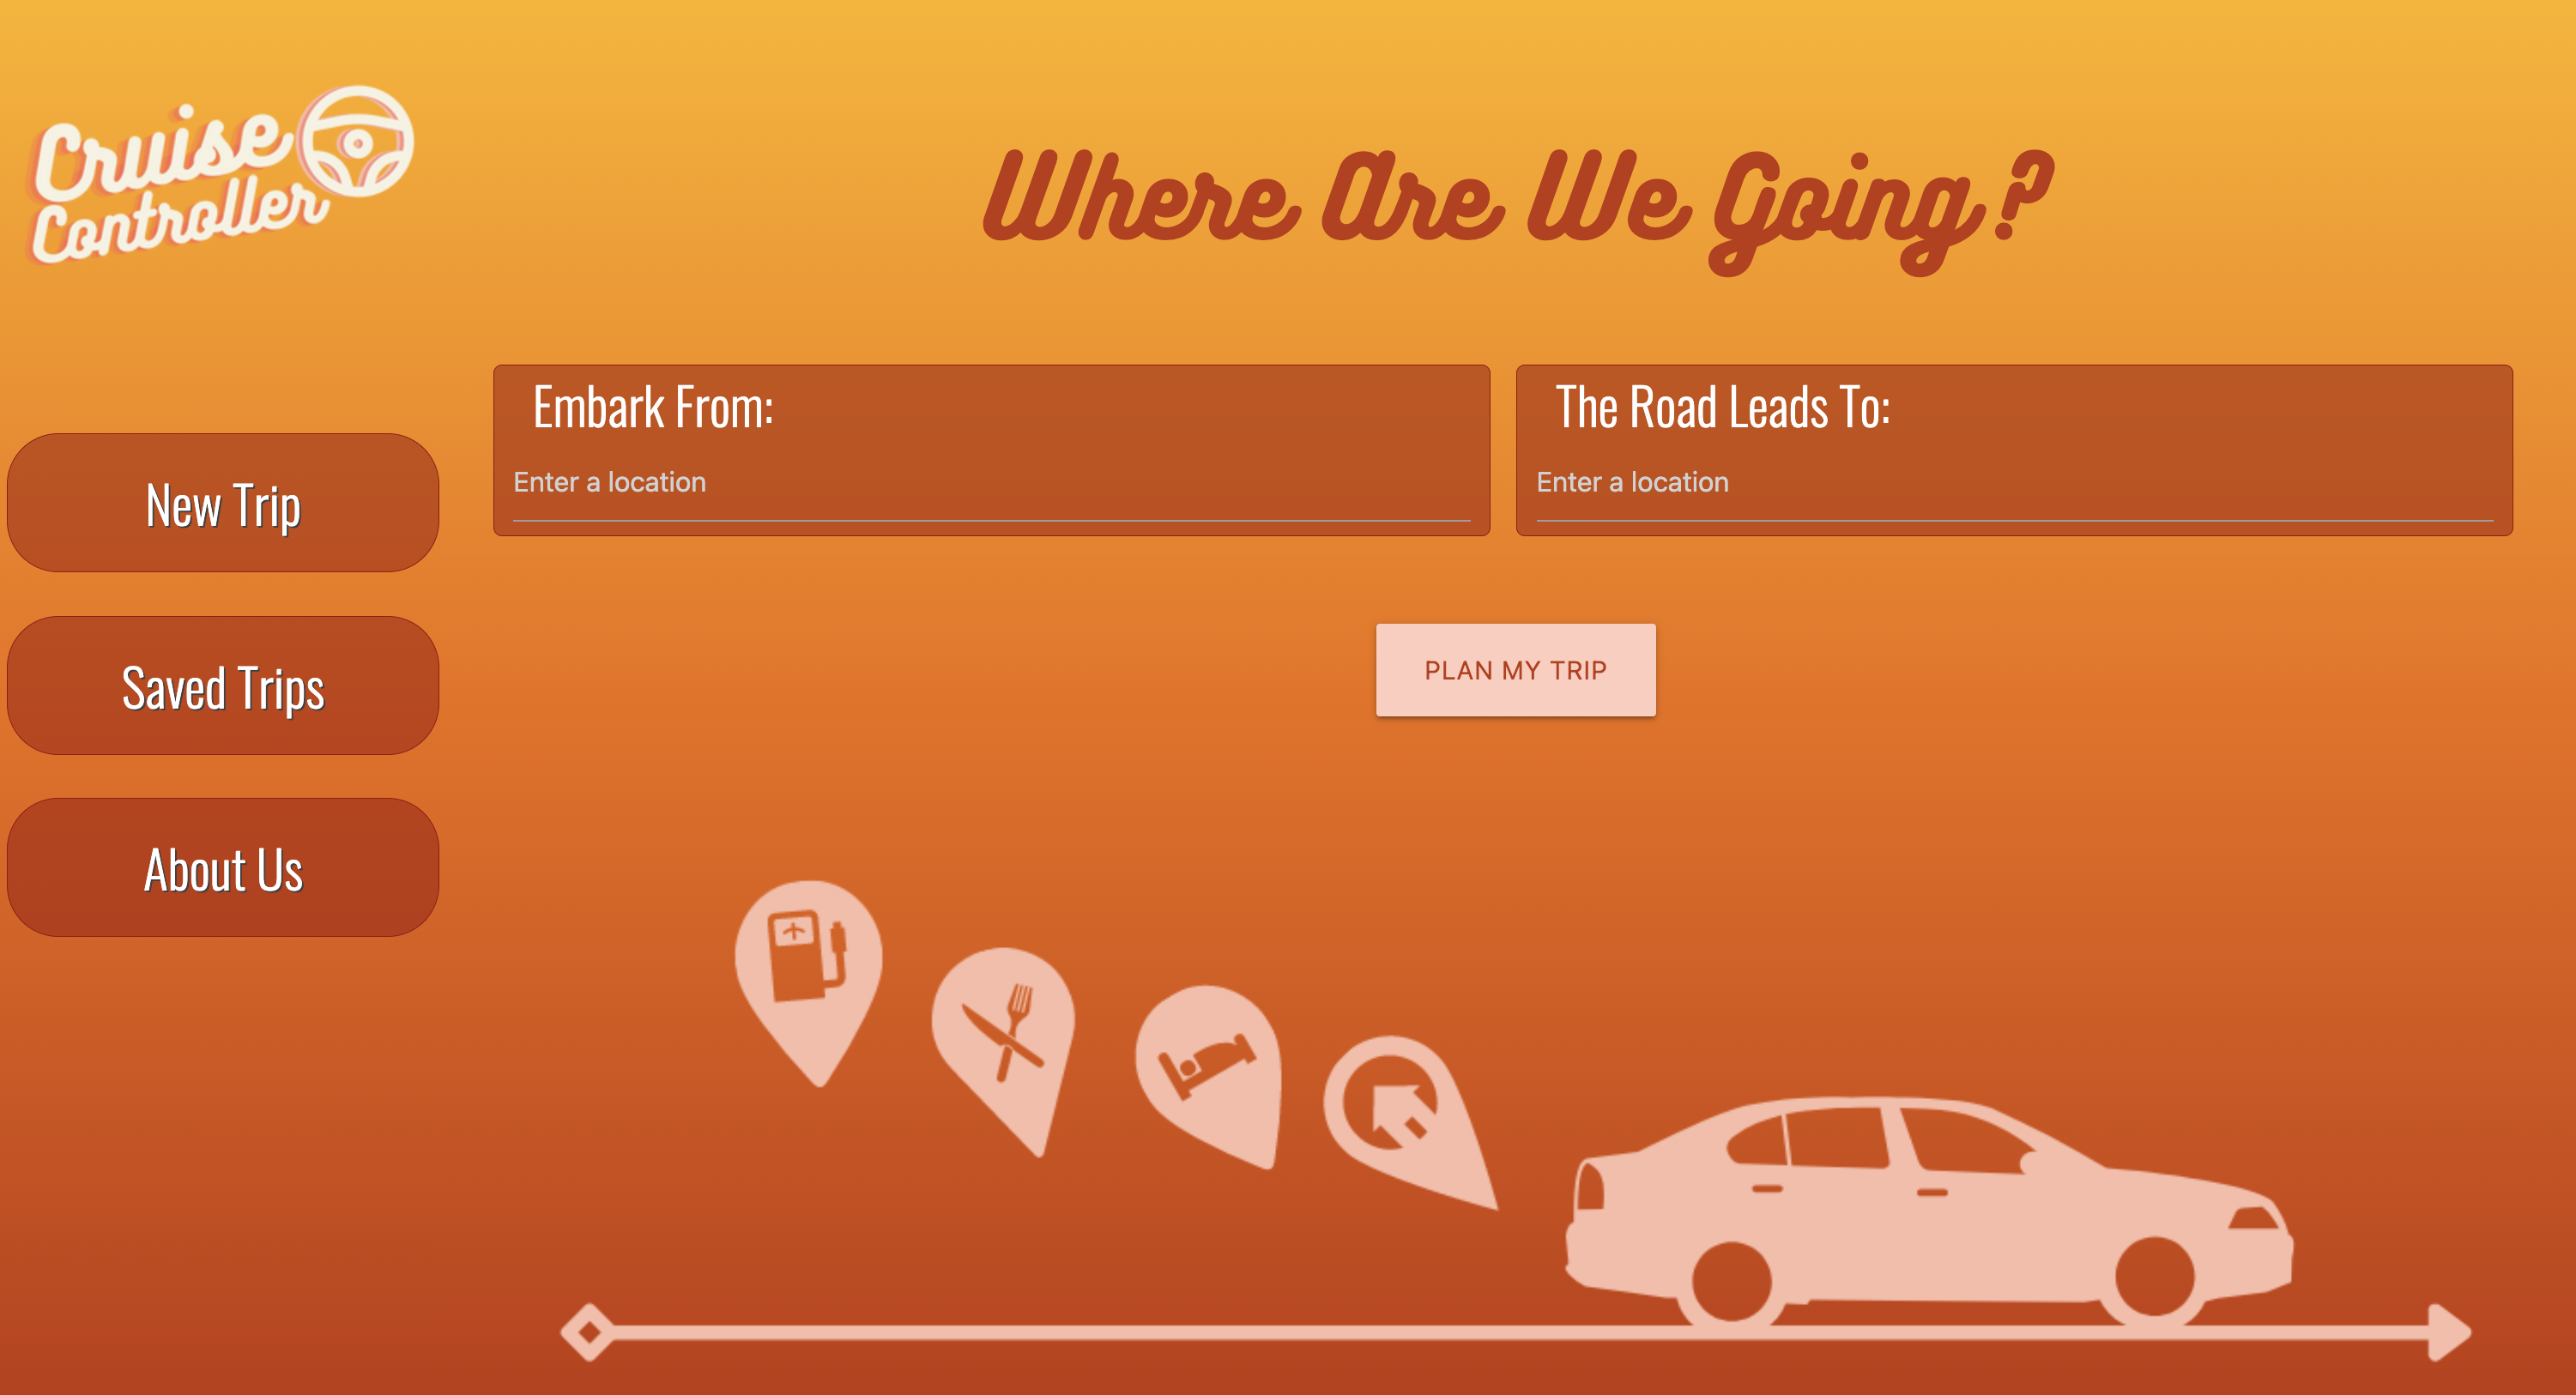 Cruise
Controller
Where Are We Going?
Embark From:
Enter a location
The Road Leads To:
Enter a location
New Trip
Saved Trips
About Us
PLAN MY TRIP